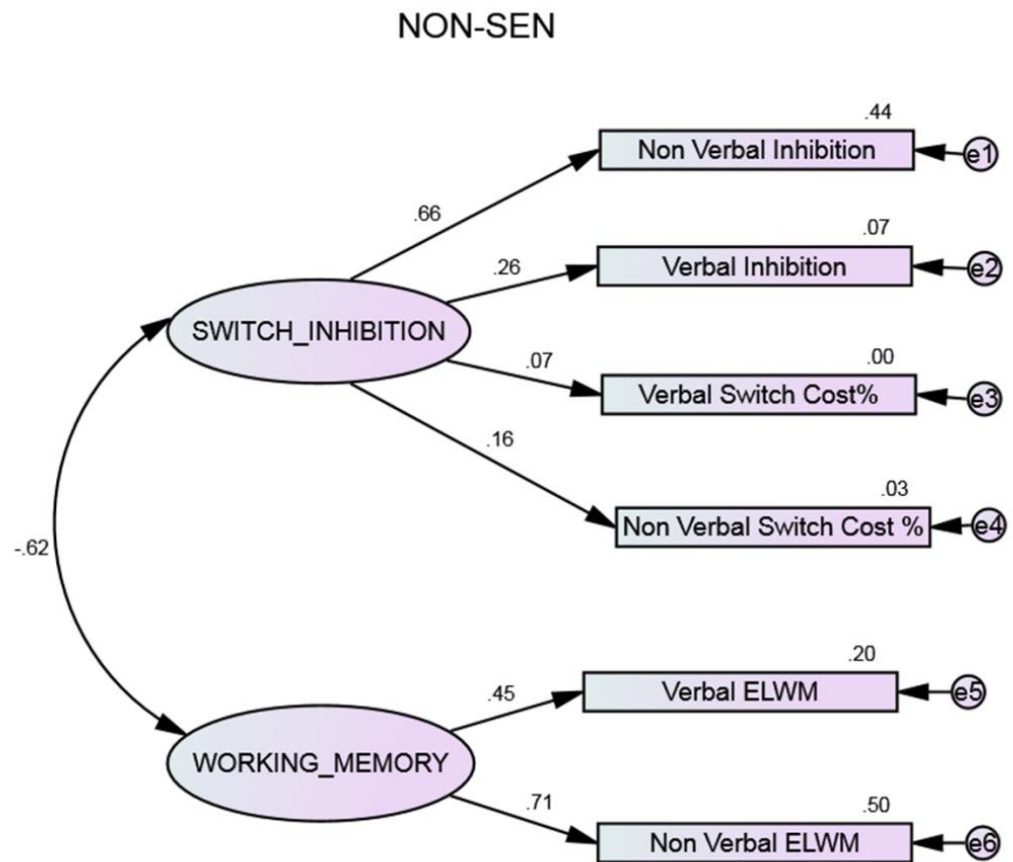 NON-SEN
.44
Non Verbal Inhibition
e1
.66
.07
Verbal Inhibition
e2
.26
SWITCH_INHIBITION
.07
.00
Verbal Switch Cost%
e3
.16
.03
Non Verbal Switch Cost %
e4
-.62
.20
Verbal ELWM
e5
.45
WORKING_MEMORY
.71
.50
Non Verbal ELWM
e6